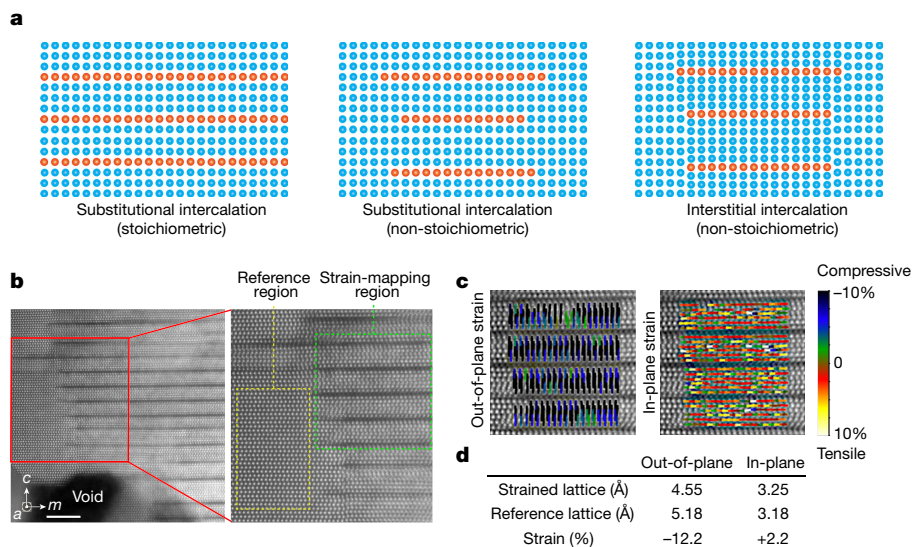 a
Substitutional intercalation
(stoichiometric)
Substitutional intercalation
(non-stoichiometric)
Interstitial intercalation
(non-stoichiometric)
b
Reference
region
Strain-mapping
region
Void
c
m
a
c
Out-of-plane strain
In-plane strain
Compressive
–10%
0
10%
Tensile
d
Out-of-plane In-plane
Strained lattice (Å) 4.55 3.25
Reference lattice (Å) 5.18 3.18
Strain (%) –12.2 +2.2